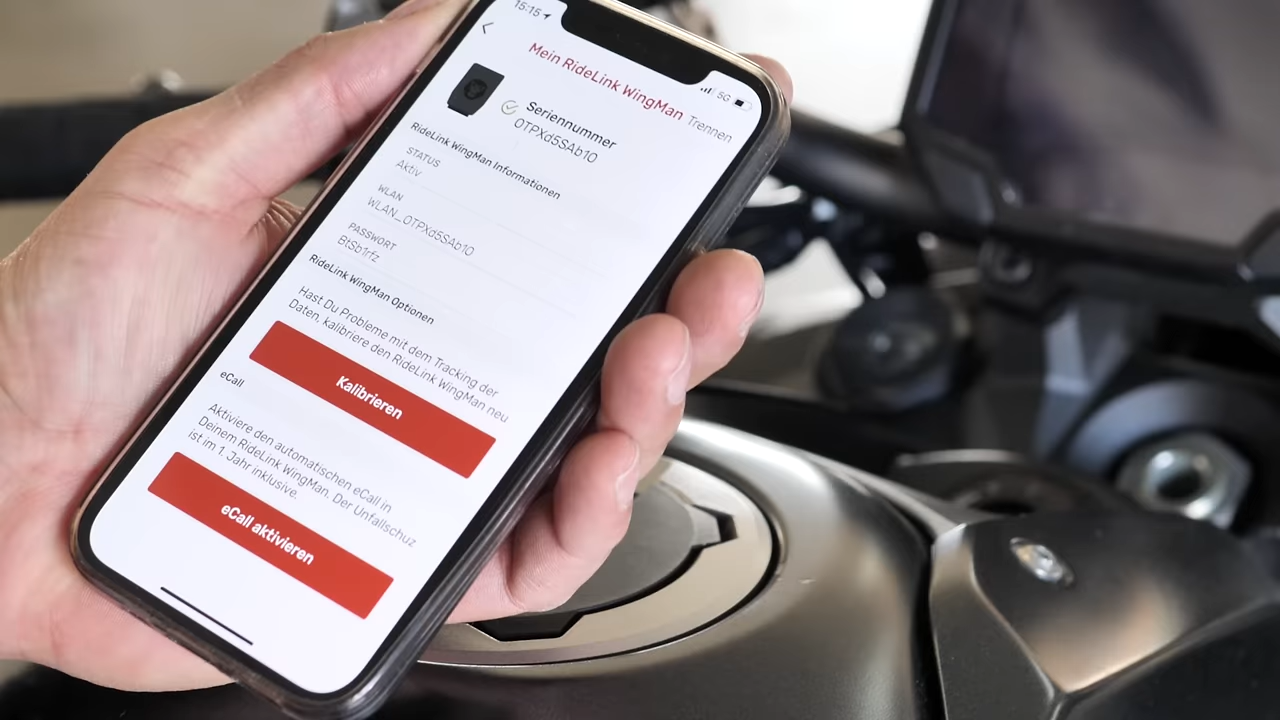 15:15
5G
Mein RideLink WingMan
Trennen
Seriennummer
0TPXd5SAb10
RideLink WingMan Informationen
STATUS
Aktiv
WLAN
WLAN_0TPXd5SAb10
PASSWORT
BtSb1rfz
RideLink WingMan Optionen
Hast Du Probleme mit dem Tracking der
Daten, kalibriere den RideLink WingMan neu
Kalibrieren
eCall
Aktiviere den automatischen eCall in
Deinem RideLink WingMan. Der Unfallschuz
ist im 1. Jahr inklusive.
eCall aktivieren